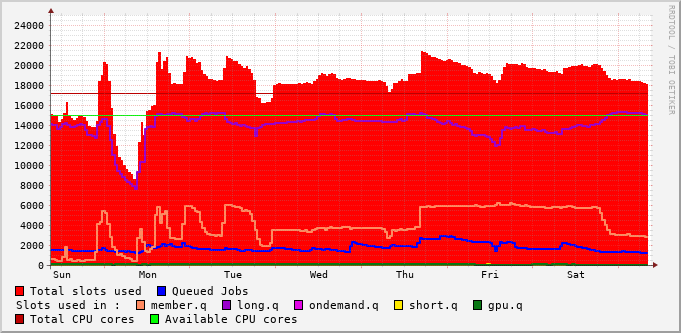 RRDTOOL / TOBI OETIKER
24000
22000
20000
18000
16000
14000
12000
10000
8000
6000
4000
2000
0
Sun Mon Tue Wed Thu Fri Sat
Total slots used Queued Jobs
Slots used in : member.q long.q ondemand.q short.q gpu.q
Total CPU cores Available CPU cores